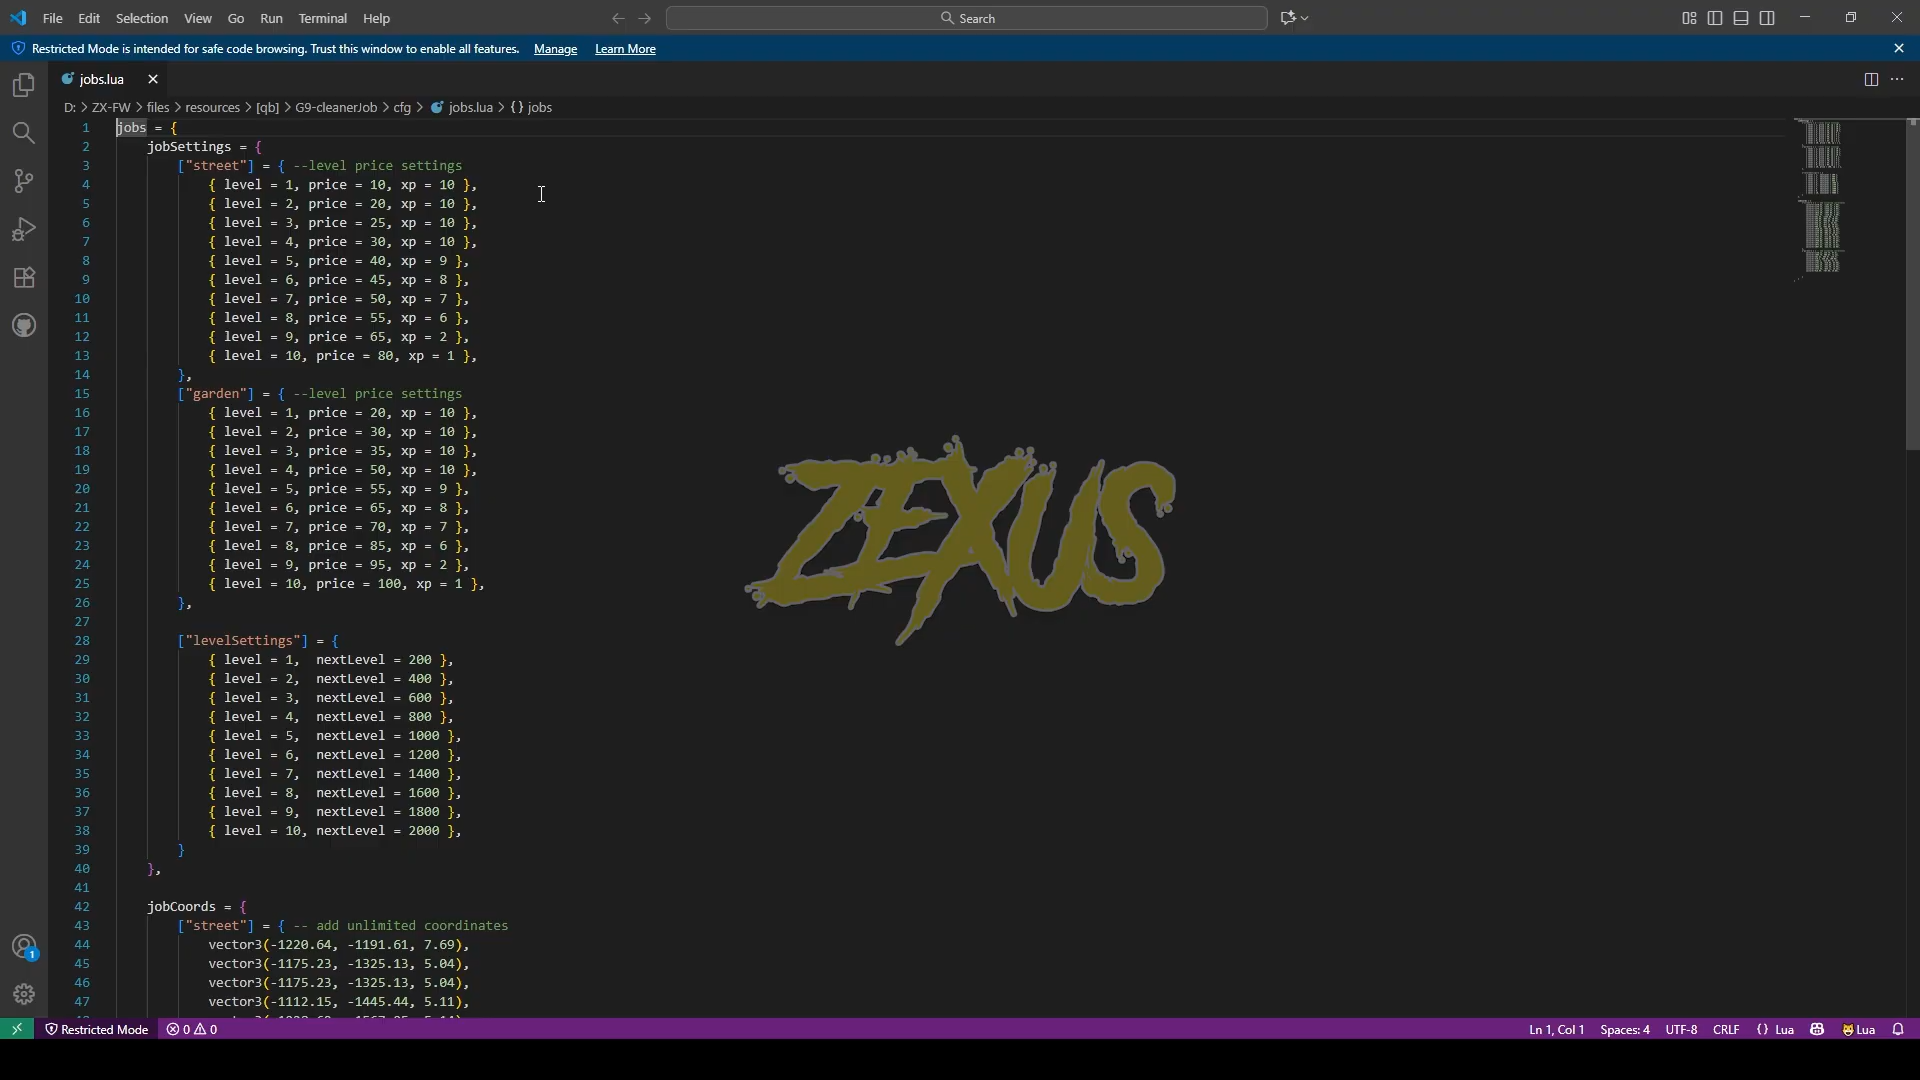 File Edit Selection View Go Run Terminal Help
Search
Restricted Mode is intended for safe code browsing. Trust this window to enable all features. Manage Learn More
jobs.lua
D: > ZX-FW > files > resources > [qb] > G9-cleanerJob > cfg > jobs.lua > {} jobs
1 jobs = {
2 jobSettings = {
3 ["street"] = { --level price settings
4 { level = 1, price = 10, xp = 10 },
5 { level = 2, price = 20, xp = 10 },
6 { level = 3, price = 25, xp = 10 },
7 { level = 4, price = 30, xp = 10 },
8 { level = 5, price = 40, xp = 9 },
9 { level = 6, price = 45, xp = 8 },
10 { level = 7, price = 50, xp = 7 },
11 { level = 8, price = 55, xp = 6 },
12 { level = 9, price = 65, xp = 2 },
13 { level = 10, price = 80, xp = 1 },
14 },
15 ["garden"] = { --level price settings
16 { level = 1, price = 20, xp = 10 },
17 { level = 2, price = 30, xp = 10 },
18 { level = 3, price = 35, xp = 10 },
19 { level = 4, price = 50, xp = 10 },
20 { level = 5, price = 55, xp = 9 },
21 { level = 6, price = 65, xp = 8 },
22 { level = 7, price = 70, xp = 7 },
23 { level = 8, price = 85, xp = 6 },
24 { level = 9, price = 95, xp = 2 },
25 { level = 10, price = 100, xp = 1 },
26 },
27
28 ["levelSettings"] = {
29 { level = 1, nextLevel = 200 },
30 { level = 2, nextLevel = 400 },
31 { level = 3, nextLevel = 600 },
32 { level = 4, nextLevel = 800 },
33 { level = 5, nextLevel = 1000 },
34 { level = 6, nextLevel = 1200 },
35 { level = 7, nextLevel = 1400 },
36 { level = 8, nextLevel = 1600 },
37 { level = 9, nextLevel = 1800 },
38 { level = 10, nextLevel = 2000 },
39 }
40 },
41
42 jobCoords = {
43 ["street"] = { -- add unlimited coordinates
44 vector3(-1220.64, -1191.61, 7.69),
45 vector3(-1175.23, -1325.13, 5.04),
46 vector3(-1175.23, -1325.13, 5.04),
47 vector3(-1112.15, -1445.44, 5.11),
ZEXUS
1
Restricted Mode 0 0 Ln 1, Col 1 Spaces: 4 UTF-8 CRLF {} Lua Lua